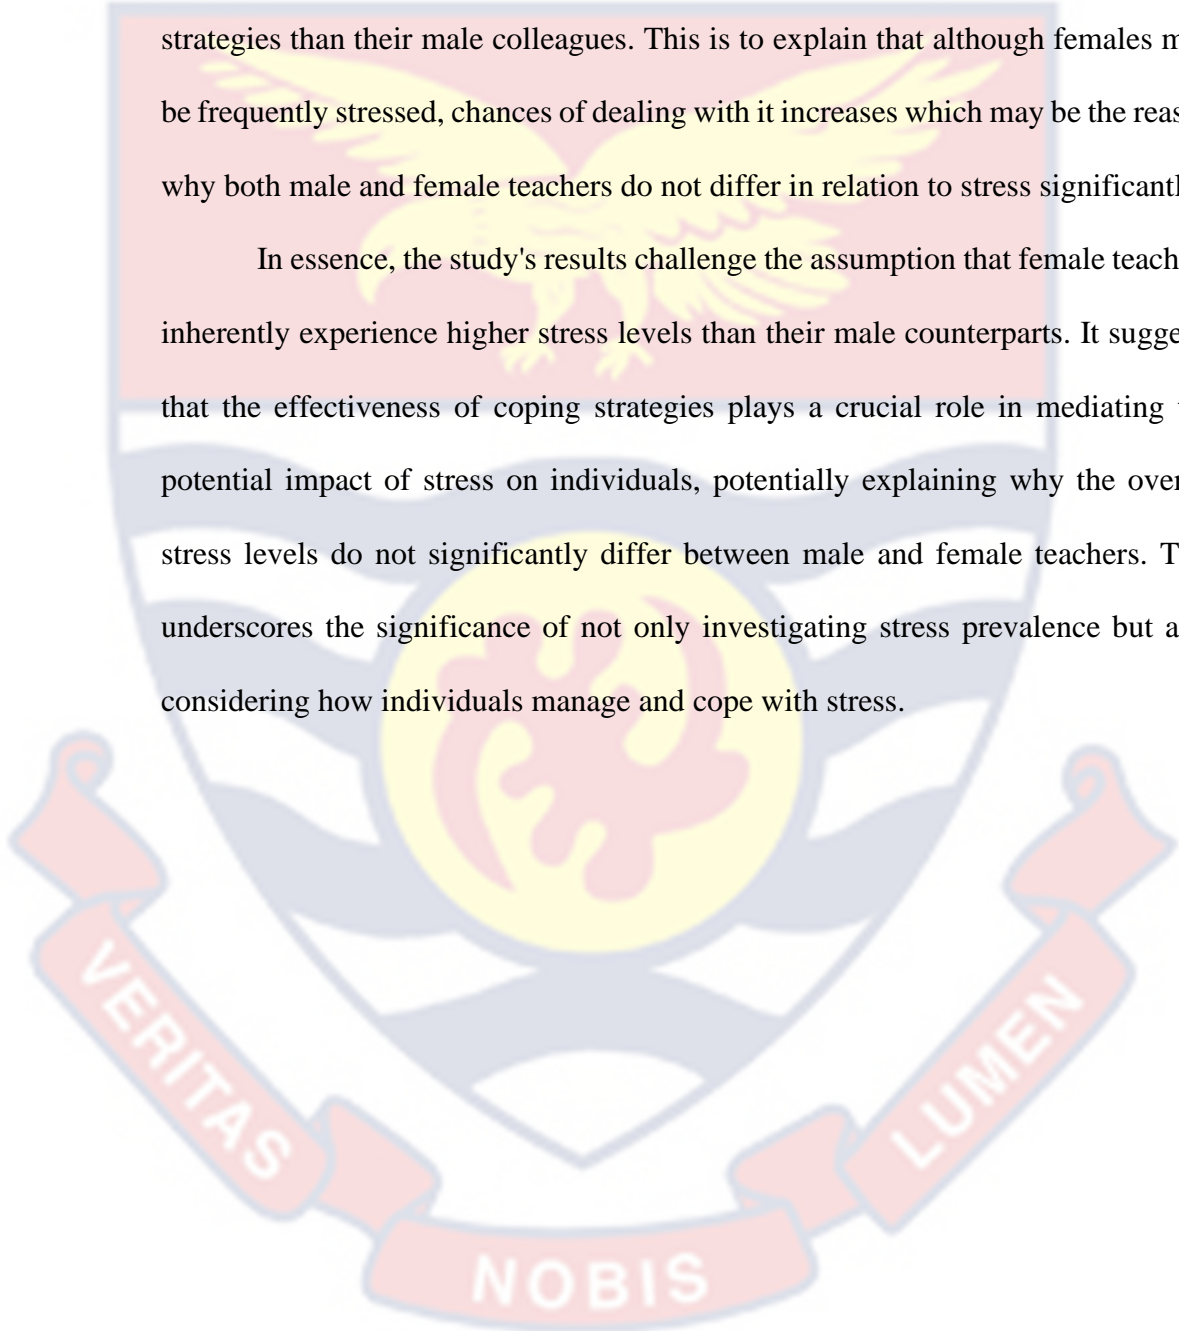 strategies than their male colleagues. This is to explain that although females m
be frequently stressed, chances of dealing with it increases which may be the reas
why both male and female teachers do not differ in relation to stress significantl
In essence, the study's results challenge the assumption that female teach
inherently experience higher stress levels than their male counterparts. It sugge
that the effectiveness of coping strategies plays a crucial role in mediating
potential impact of stress on individuals, potentially explaining why the over
stress levels do not significantly differ between male and female teachers. T
underscores the significance of not only investigating stress prevalence but a
considering how individuals manage and cope with stress.
VERITAS
NOBIS
LUMEN